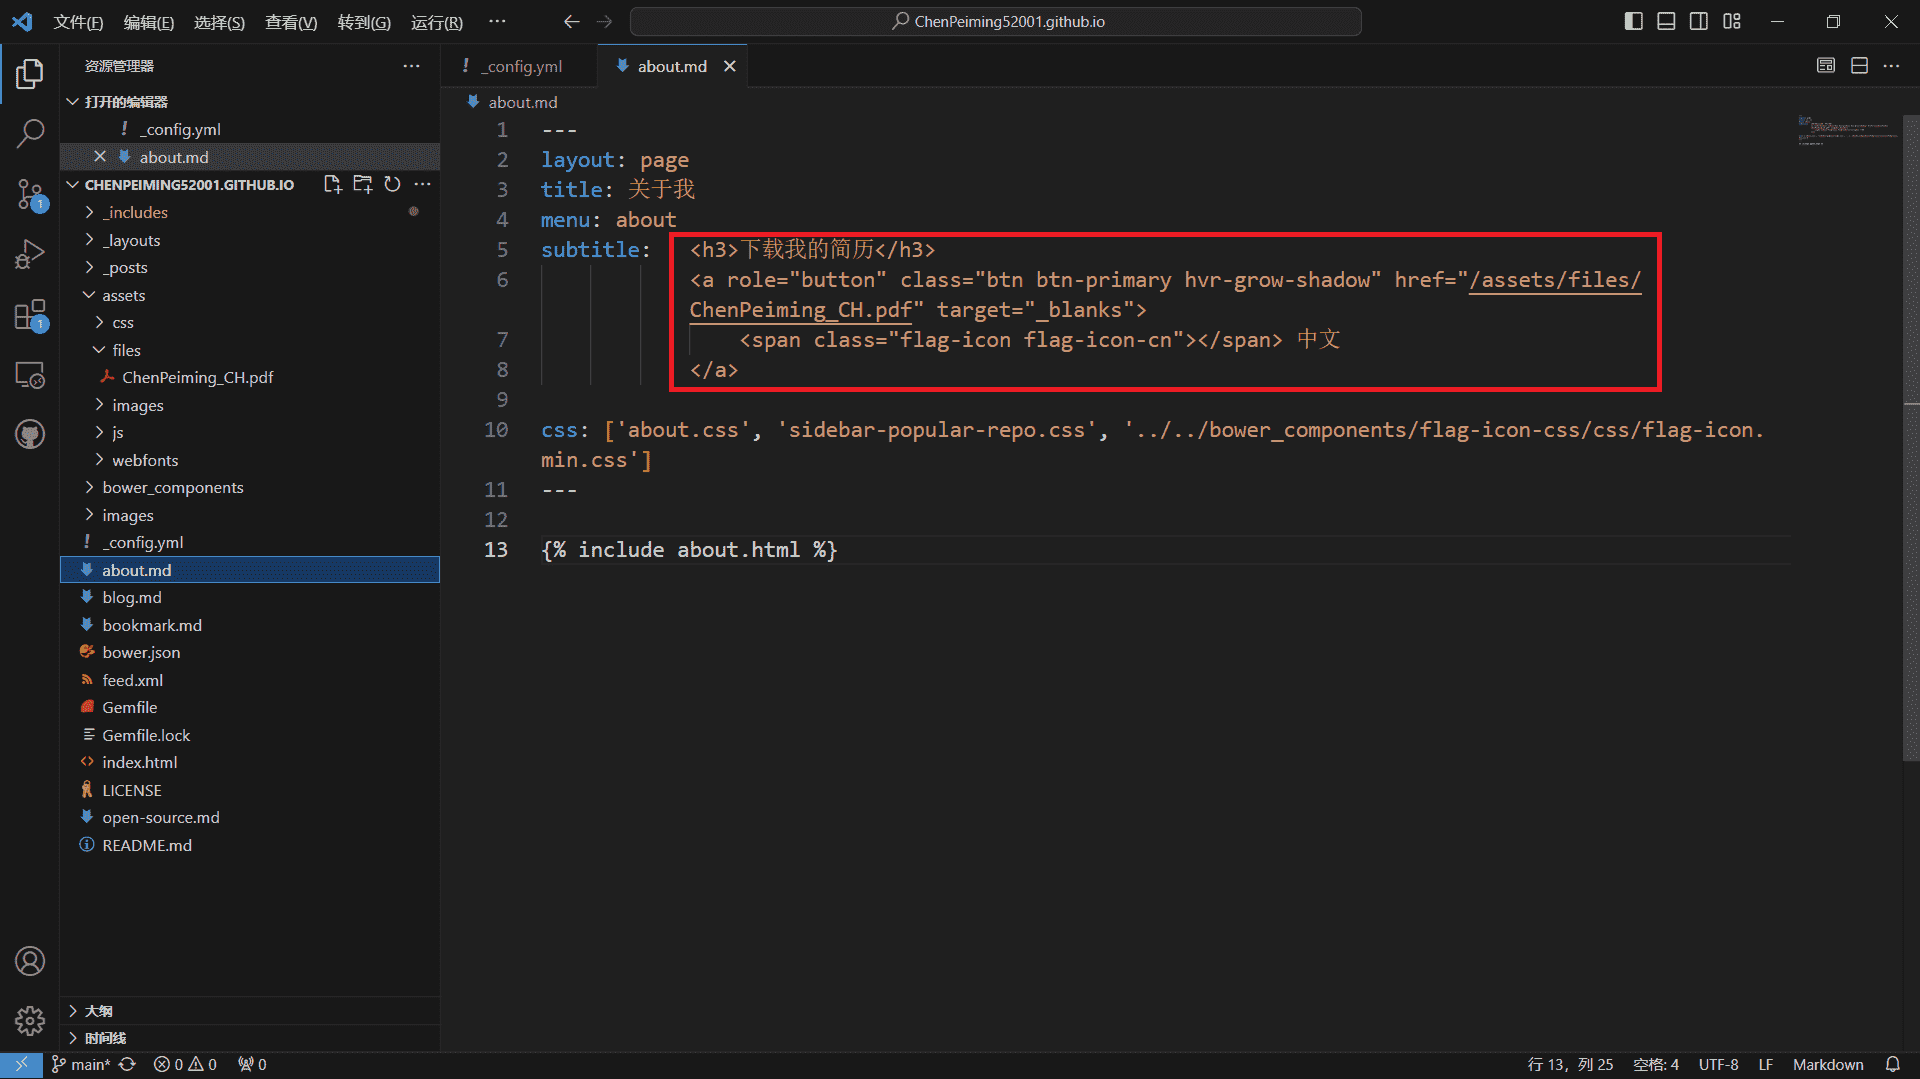 文件(F) 编辑(E) 选择(S) 查看(V) 转到(G) 运行(R) ··· ChenPeiming52001.github.io
资源管理器 ···
打开的编辑器
! _config.yml
about.md
CHENPEIMING52001.GITHUB.IO
_includes
_layouts
_posts
assets
css
files
ChenPeiming_CH.pdf
images
js
webfonts
bower_components
images
! _config.yml
about.md
blog.md
bookmark.md
bower.json
feed.xml
Gemfile
Gemfile.lock
index.html
LICENSE
open-source.md
README.md
大纲
时间线
! _config.yml about.md
about.md
1 ---
2 layout: page
3 title: 关于我
4 menu: about
5 subtitle: <h3>下载我的简历</h3>
6 <a role="button" class="btn btn-primary hvr-grow-shadow" href="/assets/files/
ChenPeiming_CH.pdf" target="_blanks">
7 <span class="flag-icon flag-icon-cn"></span> 中文
8 </a>
9
10 css: ['about.css', 'sidebar-popular-repo.css', '../../bower_components/flag-icon-css/css/flag-icon.
min.css']
11 ---
12
13 {% include about.html %}
1
1
main* 0 0 0 行 13，列 25 空格: 4 UTF-8 LF Markdown